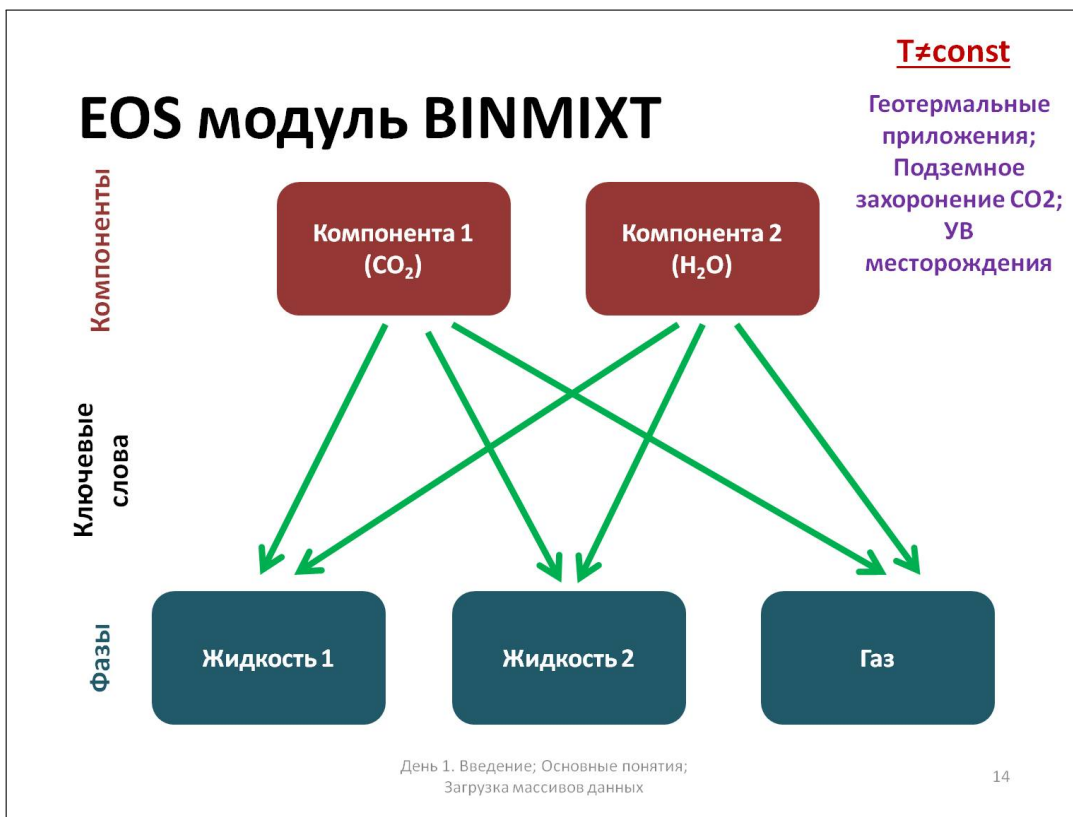 T≠const
EOS модуль BINMIXT
Геотермальные
приложения;
Подземное
захоронение СО2;
УВ
месторождения
Компоненты
Компонента 1
(CO₂)
Компонента 2
(H₂O)
Ключевые
слова
Фазы
Жидкость 1
Жидкость 2
Газ
День 1. Введение; Основные понятия;
Загрузка массивов данных
14